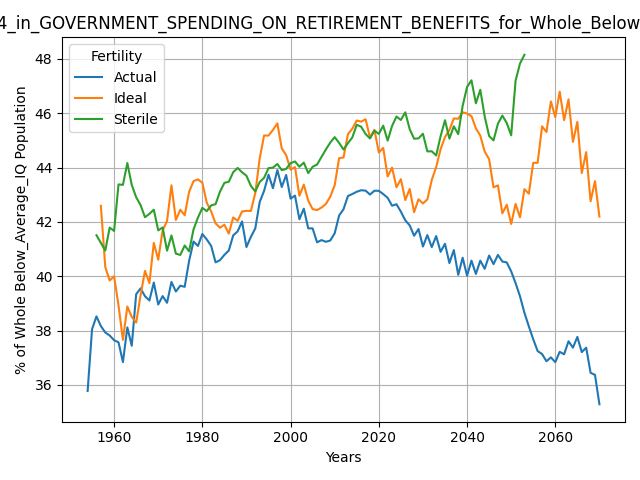 4_in_GOVERNMENT_SPENDING_ON_RETIREMENT_BENEFITS_for_Whole_Below
Fertility
Actual
Ideal
Sterile
% of Whole Below_Average_IQ Population
48
46
44
42
40
38
36
1960 1980 2000 2020 2040 2060
Years